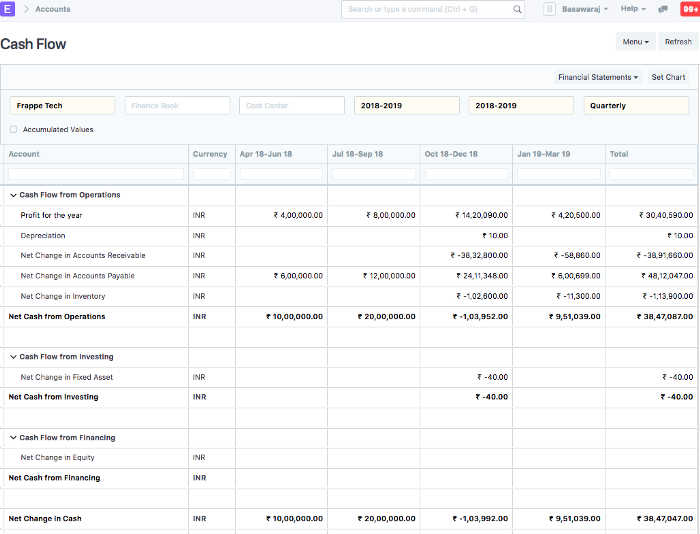 E > Accounts Search or type a command (Ctrl + G) B Basawaraj Help 99+
Cash Flow Menu Refresh
Financial Statements Set Chart
Frappe Tech Finance Book Cost Center 2018-2019 2018-2019 Quarterly
Accumulated Values
Account Currency Apr 18-Jun 18 Jul 18-Sep 18 Oct 18-Dec 18 Jan 19-Mar 19 Total
Cash Flow from Operations
Profit for the year INR ₹ 4,00,000.00 ₹ 8,00,000.00 ₹ 14,20,090.00 ₹ 4,20,500.00 ₹ 30,40,590.00
Depreciation INR ₹ 10.00 ₹ 10.00
Net Change in Accounts Receivable INR ₹ -38,32,800.00 ₹ -58,860.00 ₹ -38,91,660.00
Net Change in Accounts Payable INR ₹ 6,00,000.00 ₹ 12,00,000.00 ₹ 24,11,348.00 ₹ 6,00,699.00 ₹ 48,12,047.00
Net Change in Inventory INR ₹ -1,02,600.00 ₹ -11,300.00 ₹ -1,13,900.00
Net Cash from Operations INR ₹ 10,00,000.00 ₹ 20,00,000.00 ₹ -1,03,952.00 ₹ 9,51,039.00 ₹ 38,47,087.00
Cash Flow from Investing
Net Change in Fixed Asset INR ₹ -40.00 ₹ -40.00
Net Cash from Investing INR ₹ -40.00 ₹ -40.00
Cash Flow from Financing
Net Change in Equity INR
Net Cash from Financing INR
Net Change in Cash INR ₹ 10,00,000.00 ₹ 20,00,000.00 ₹ -1,03,992.00 ₹ 9,51,039.00 ₹ 38,47,047.00